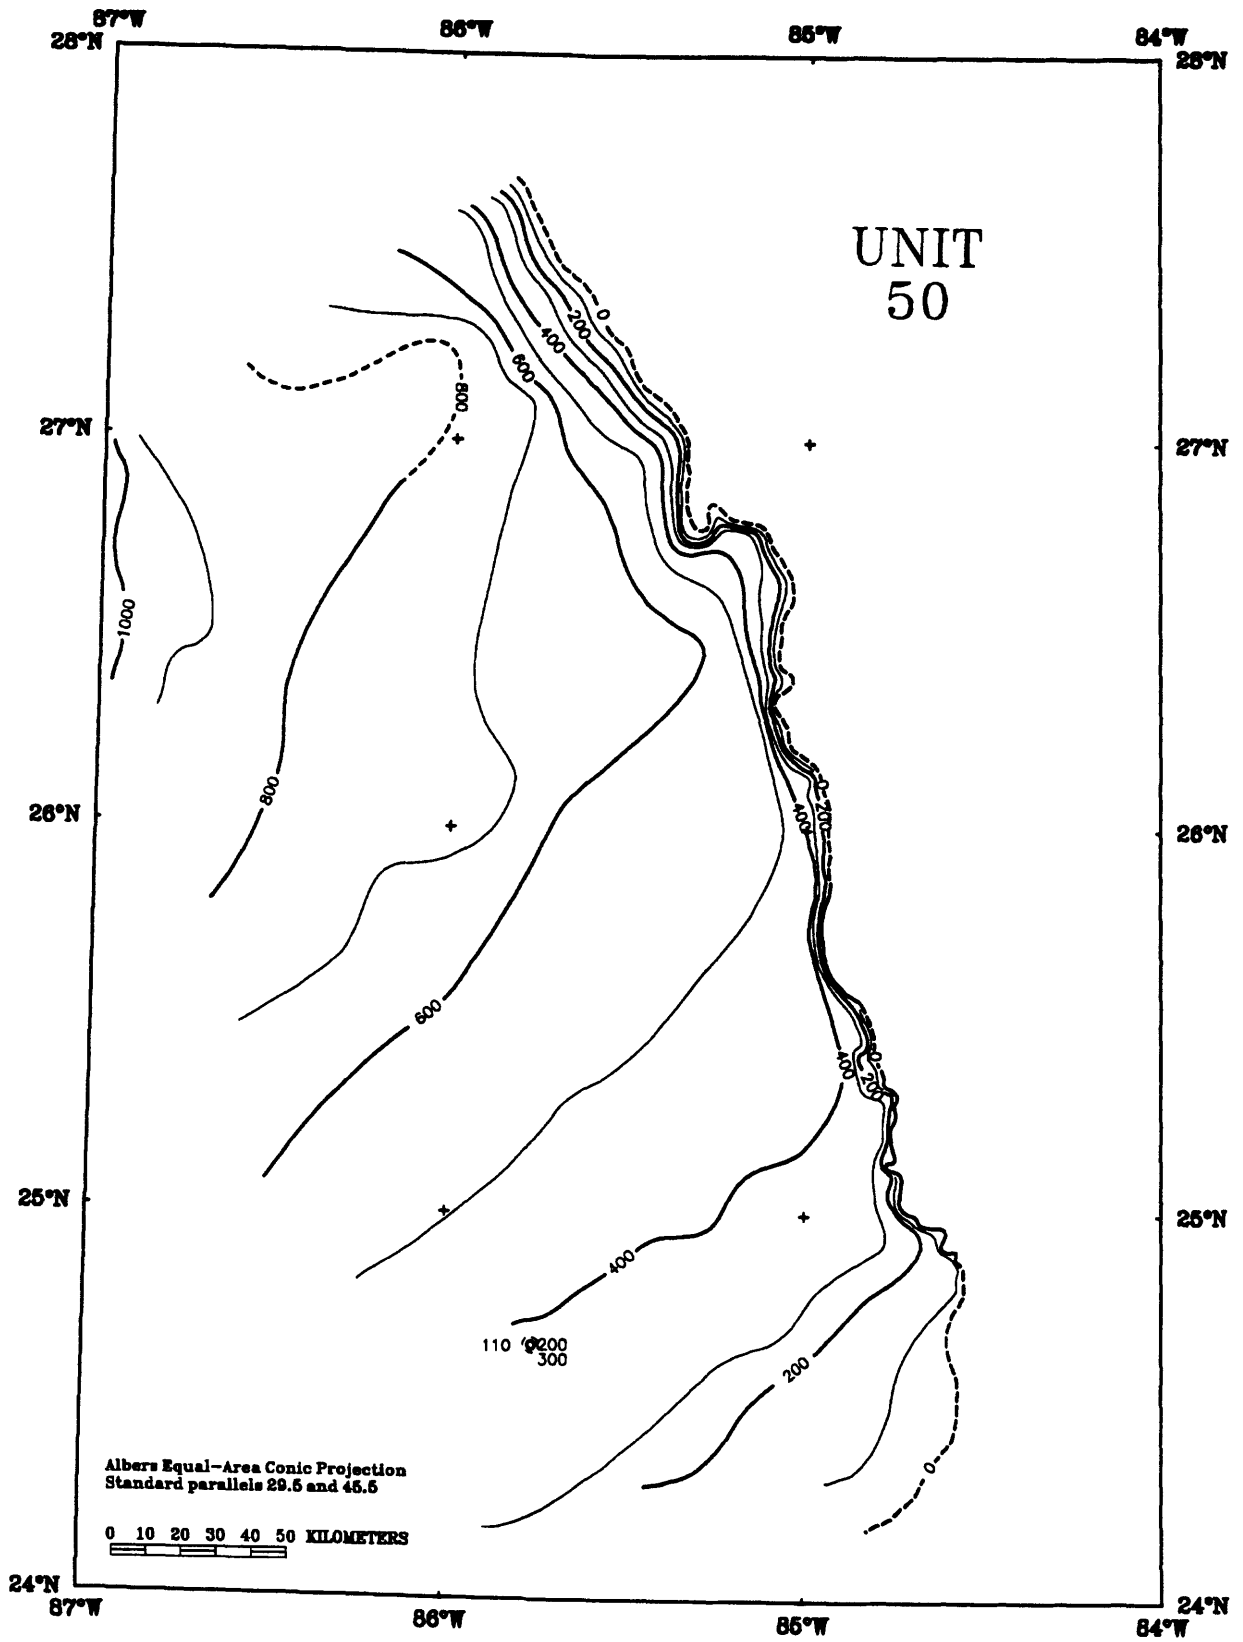 87°W 86°W 85°W 84°W
28°N 28°N
UNIT
50
0
200
400
600
800
27°N 27°N
1000
800
0
200
400
26°N 26°N
600
0
400
200
25°N 25°N
400
110 200
300
200
0
Albers Equal-Area Conic Projection
Standard parallels 29.5 and 45.5
0 10 20 30 40 50 KILOMETERS
24°N 24°N
87°W 86°W 85°W 84°W